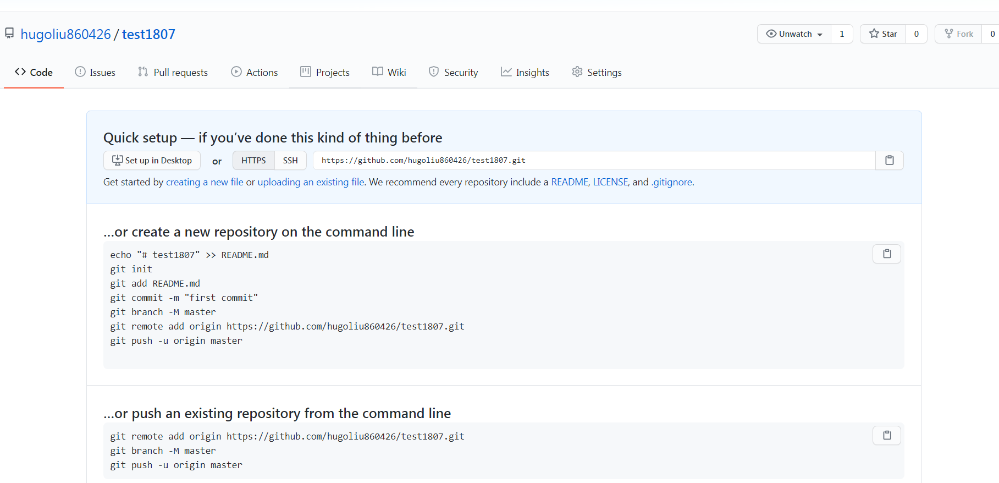 hugoliu860426 / test1807
Unwatch 1 Star 0 Fork 0
Code Issues Pull requests Actions Projects Wiki Security Insights Settings
Quick setup — if you’ve done this kind of thing before
Set up in Desktop or HTTPS SSH https://github.com/hugoliu860426/test1807.git
Get started by creating a new file or uploading an existing file. We recommend every repository include a README, LICENSE, and .gitignore.
…or create a new repository on the command line
echo "# test1807" >> README.md
git init
git add README.md
git commit -m "first commit"
git branch -M master
git remote add origin https://github.com/hugoliu860426/test1807.git
git push -u origin master
…or push an existing repository from the command line
git remote add origin https://github.com/hugoliu860426/test1807.git
git branch -M master
git push -u origin master